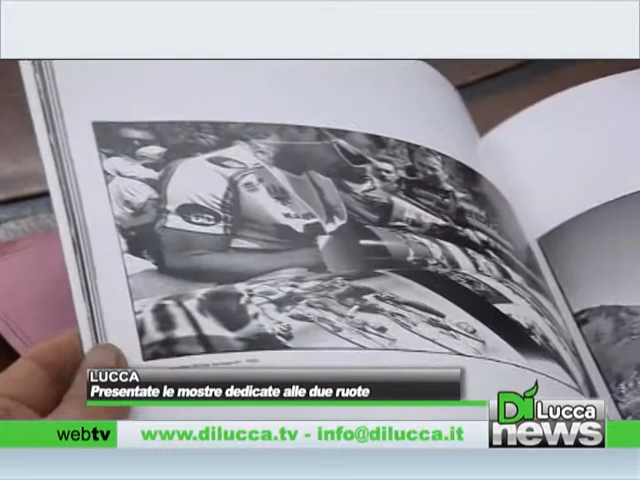 LUCCA
Presentate le mostre dedicate alle due ruote
webtv
www.dilucca.tv - info@dilucca.it
Di Lucca
news